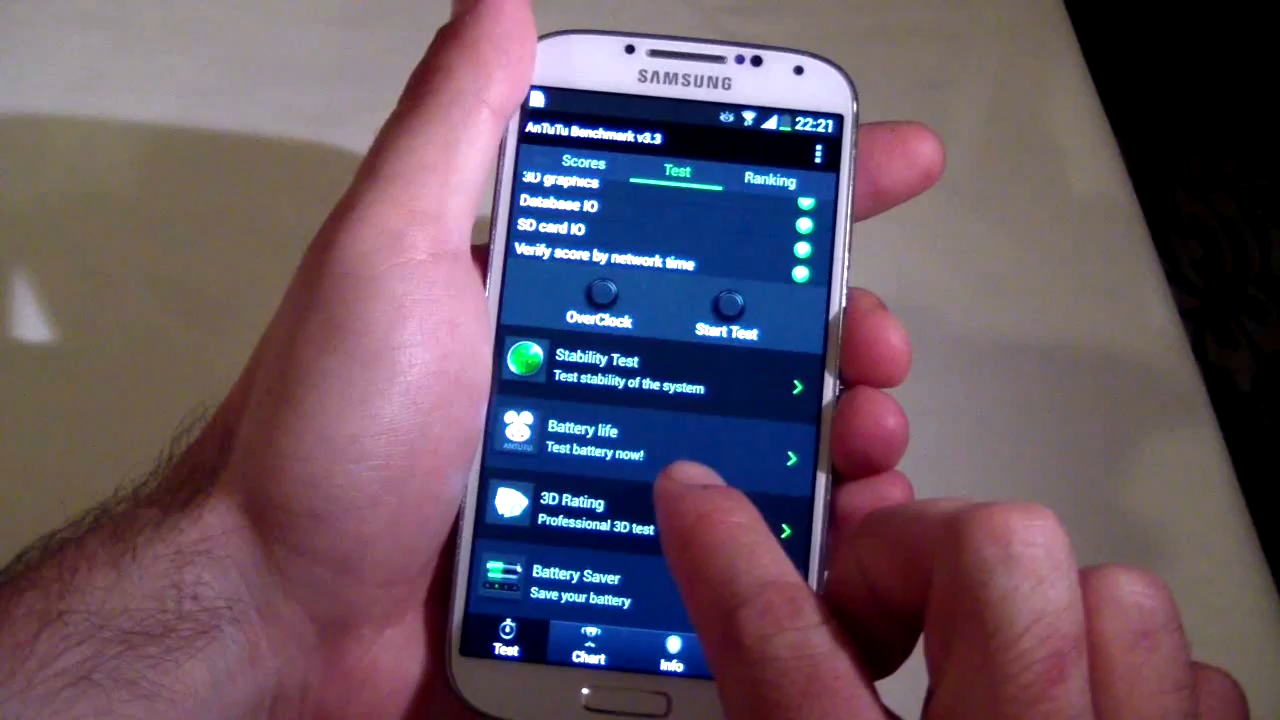 SAMSUNG
22:21
AnTuTu Benchmark v3.3
Scores Test Ranking
3D graphics
Database IO
SD card IO
Verify score by network time
OverClock Start Test
Stability Test
Test stability of the system
Battery life
Test battery now!
ANTUTU
3D Rating
Professional 3D test
Battery Saver
Save your battery
Test Chart Info